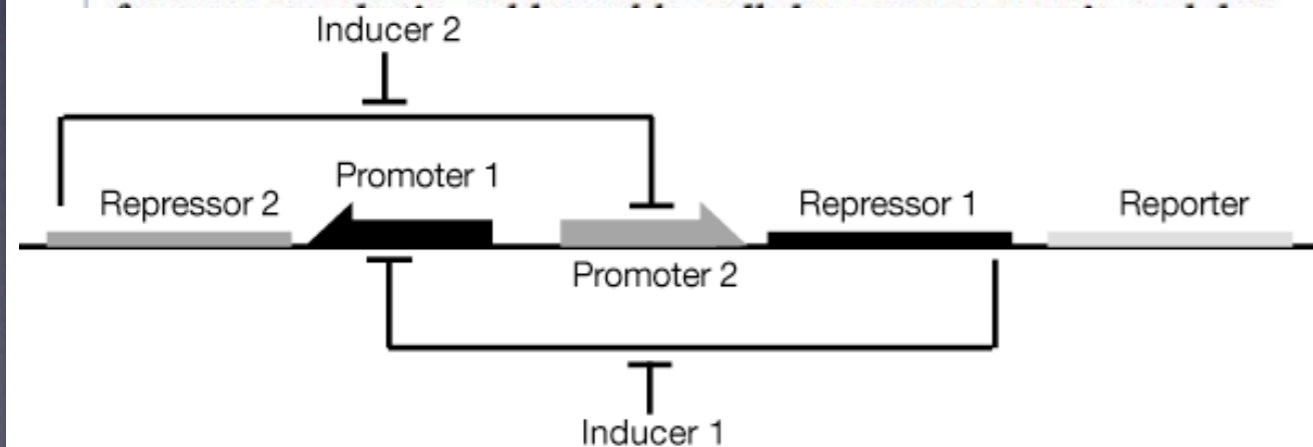 Inducer 2
Promoter 1
Repressor 2
Repressor 1
Reporter
Promoter 2
Inducer 1